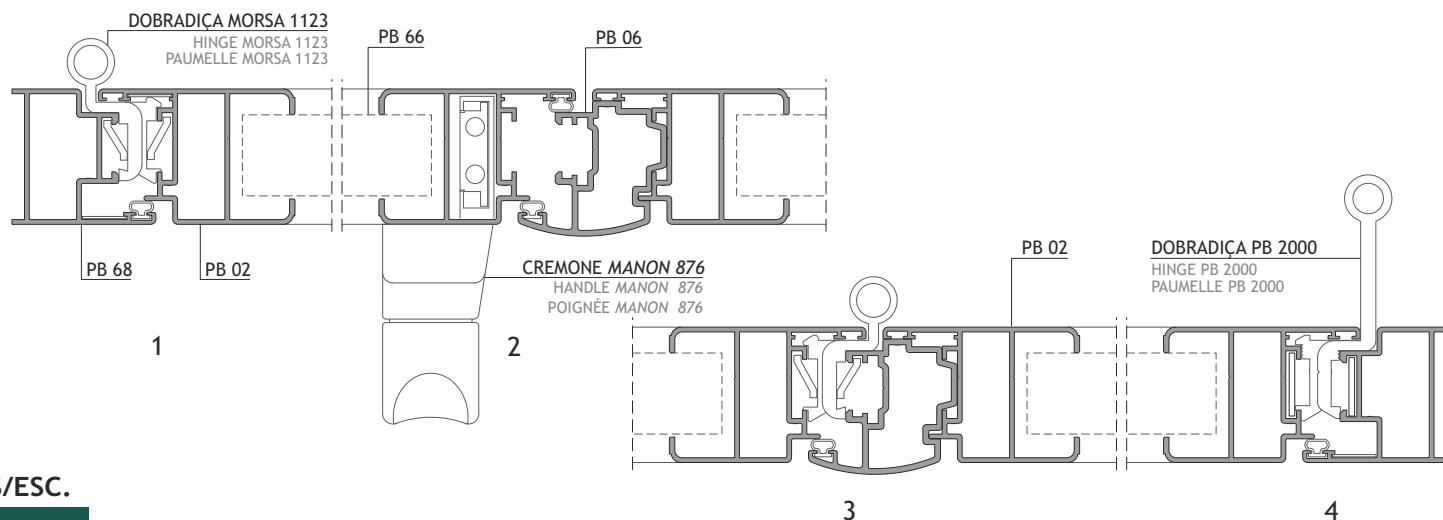 DOBRADIÇA MORSA 1123
HINGE MORSA 1123
PAUMELLE MORSA 1123
PB 66
PB 06
PB 68
PB 02
CREMONE MANON 876
HANDLE MANON 876
POIGNÉE MANON 876
1
2
PB 02
DOBRADIÇA PB 2000
HINGE PB 2000
PAUMELLE PB 2000
/ESC.
3
4